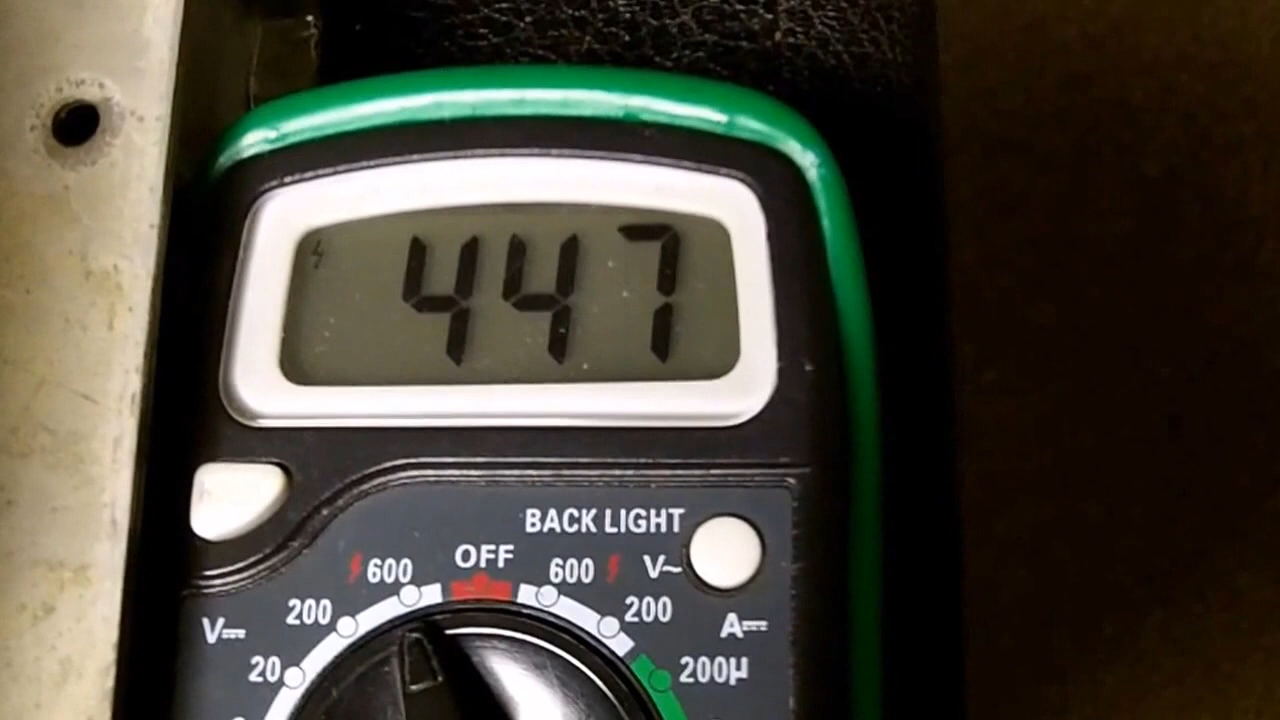 447
BACK LIGHT
600 OFF 600 V~
200 200
V⎓ A⎓
20 200µ